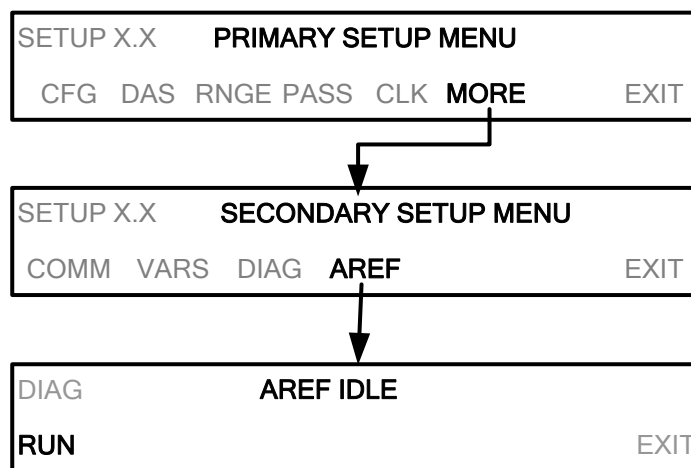 SETUP X.X PRIMARY SETUP MENU
CFG DAS RNGE PASS CLK MORE EXIT
SETUP X.X SECONDARY SETUP MENU
COMM VARS DIAG AREF EXIT
DIAG AREF IDLE
RUN EXIT